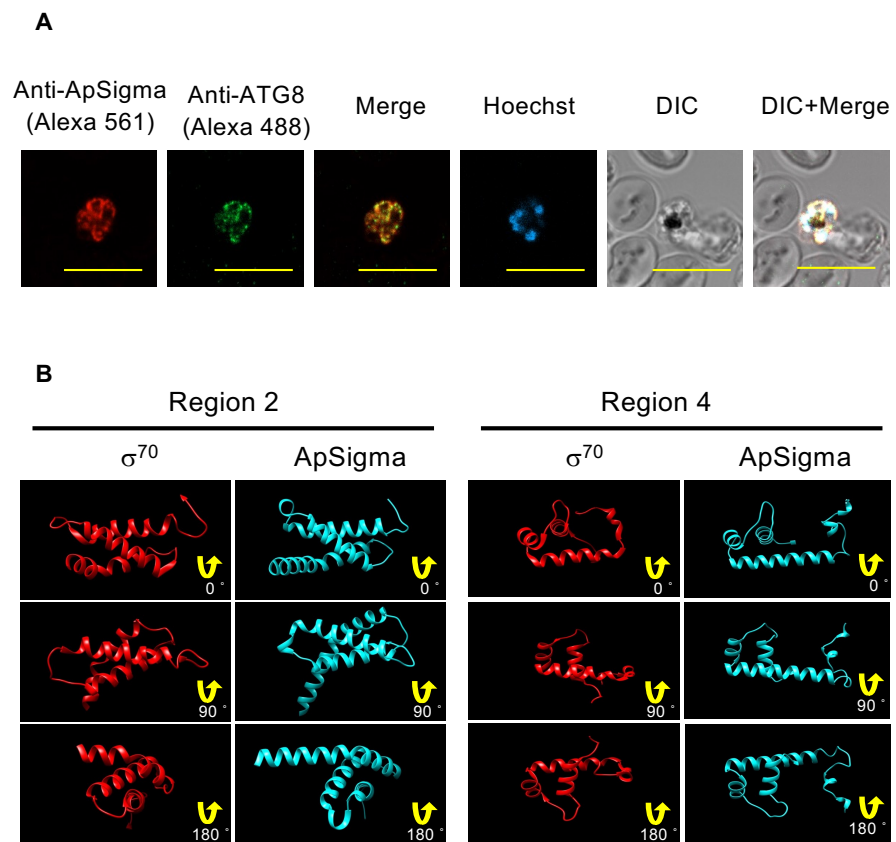 A
Anti-ApSigma
(Alexa 561)
Anti-ATG8
(Alexa 488)
Merge
Hoechst
DIC
DIC+Merge
B
Region 2
Region 4
σ70
ApSigma
σ70
ApSigma
0 °
0 °
0 °
0 °
90 °
90 °
90 °
90 °
180 °
180 °
180 °
180 °